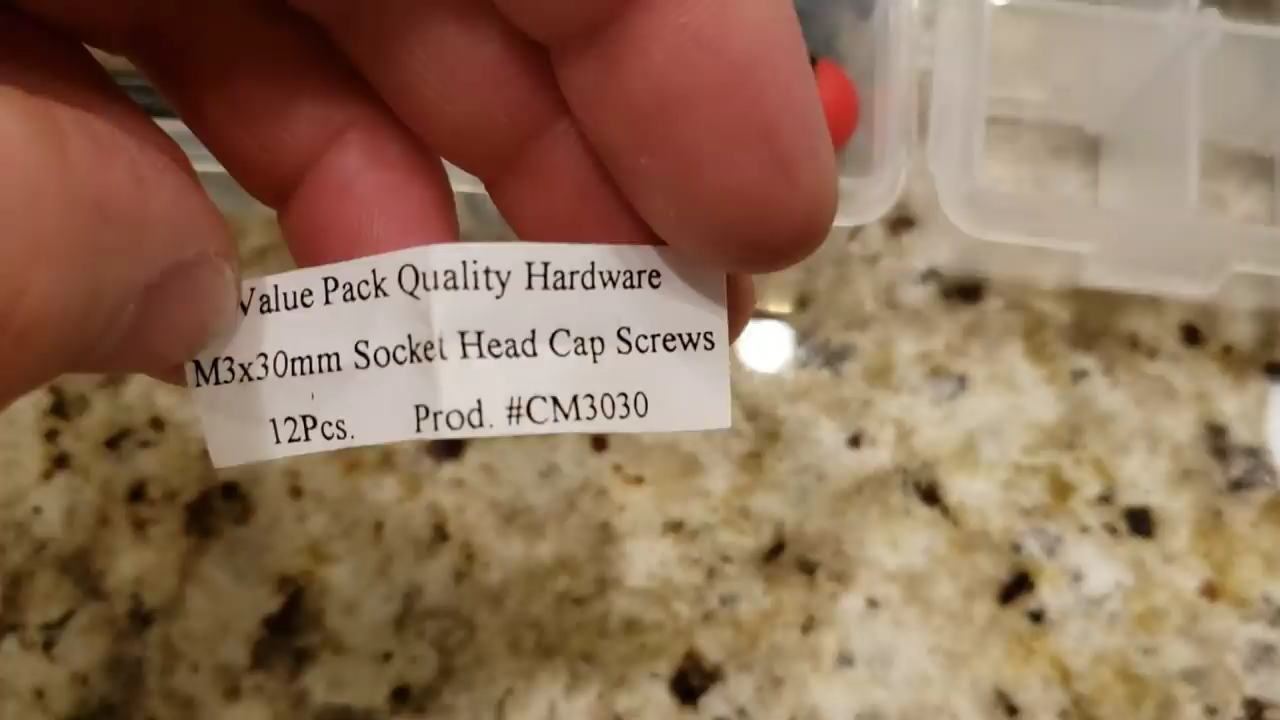 Value Pack Quality Hardware
M3x30mm Socket Head Cap Screws
12Pcs. Prod. #CM3030